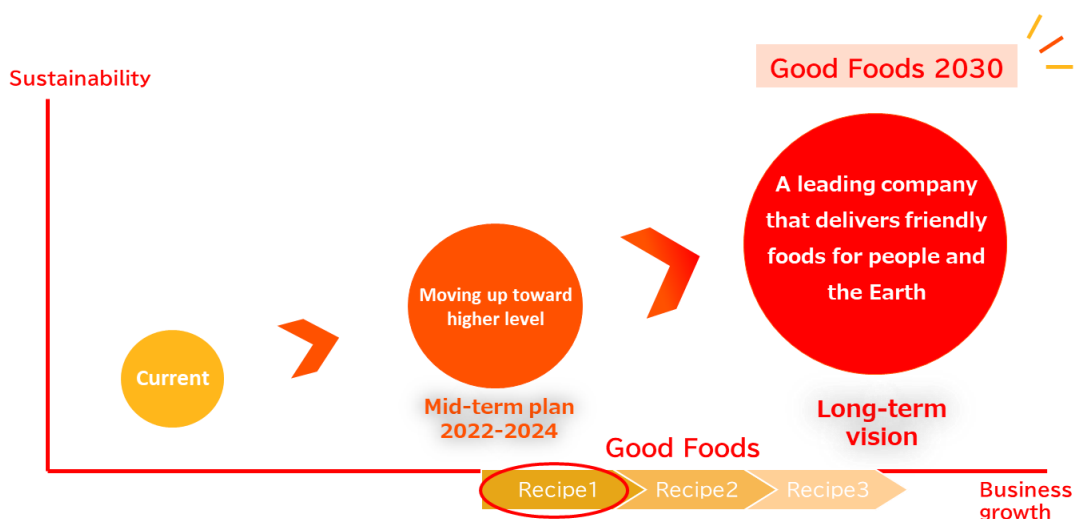 Good Foods 2030
Sustainability
A leading company
that delivers friendly
foods for people and
the Earth
Moving up toward
higher level
Current
Mid-term plan
2022-2024
Long-term
vision
Good Foods
Recipe1
Recipe2
Recipe3
Business
growth